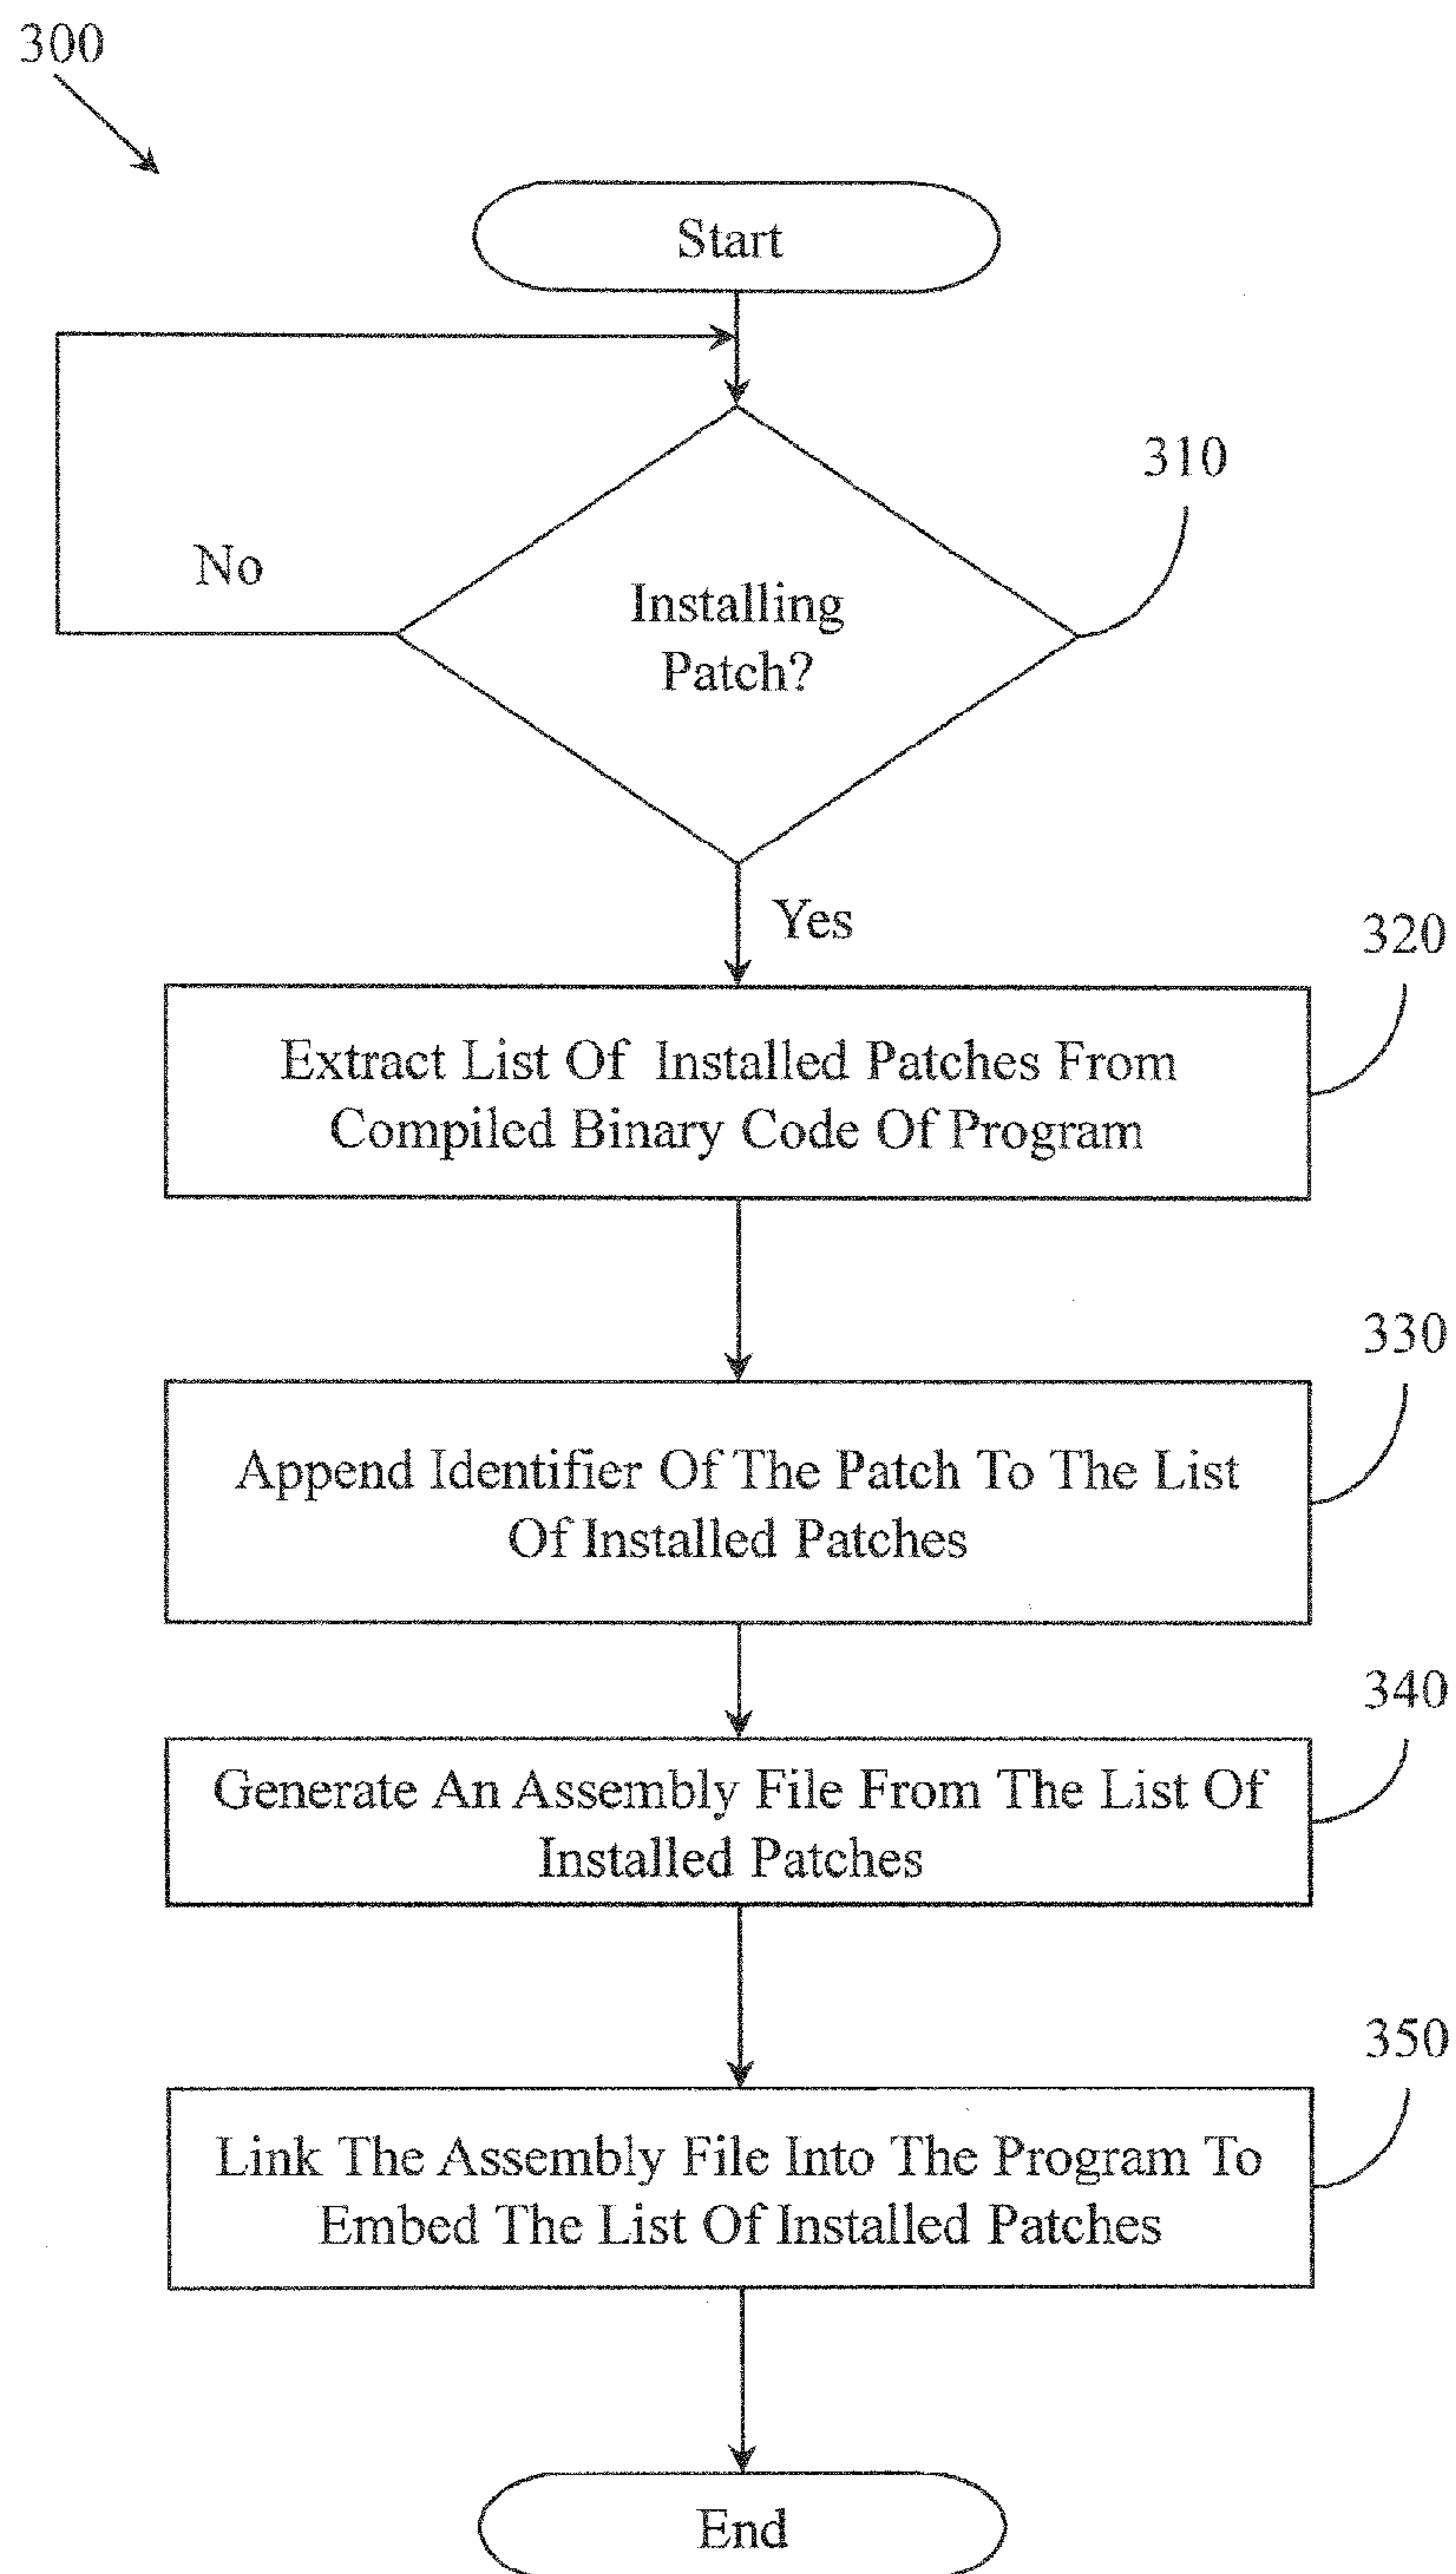 300
Start
310
No
Installing
Patch?
Yes
320
Extract List Of Installed Patches From
Compiled Binary Code Of Program
330
Append Identifier Of The Patch To The List
Of Installed Patches
340
Generate An Assembly File From The List Of
Installed Patches
350
Link The Assembly File Into The Program To
Embed The List Of Installed Patches
End